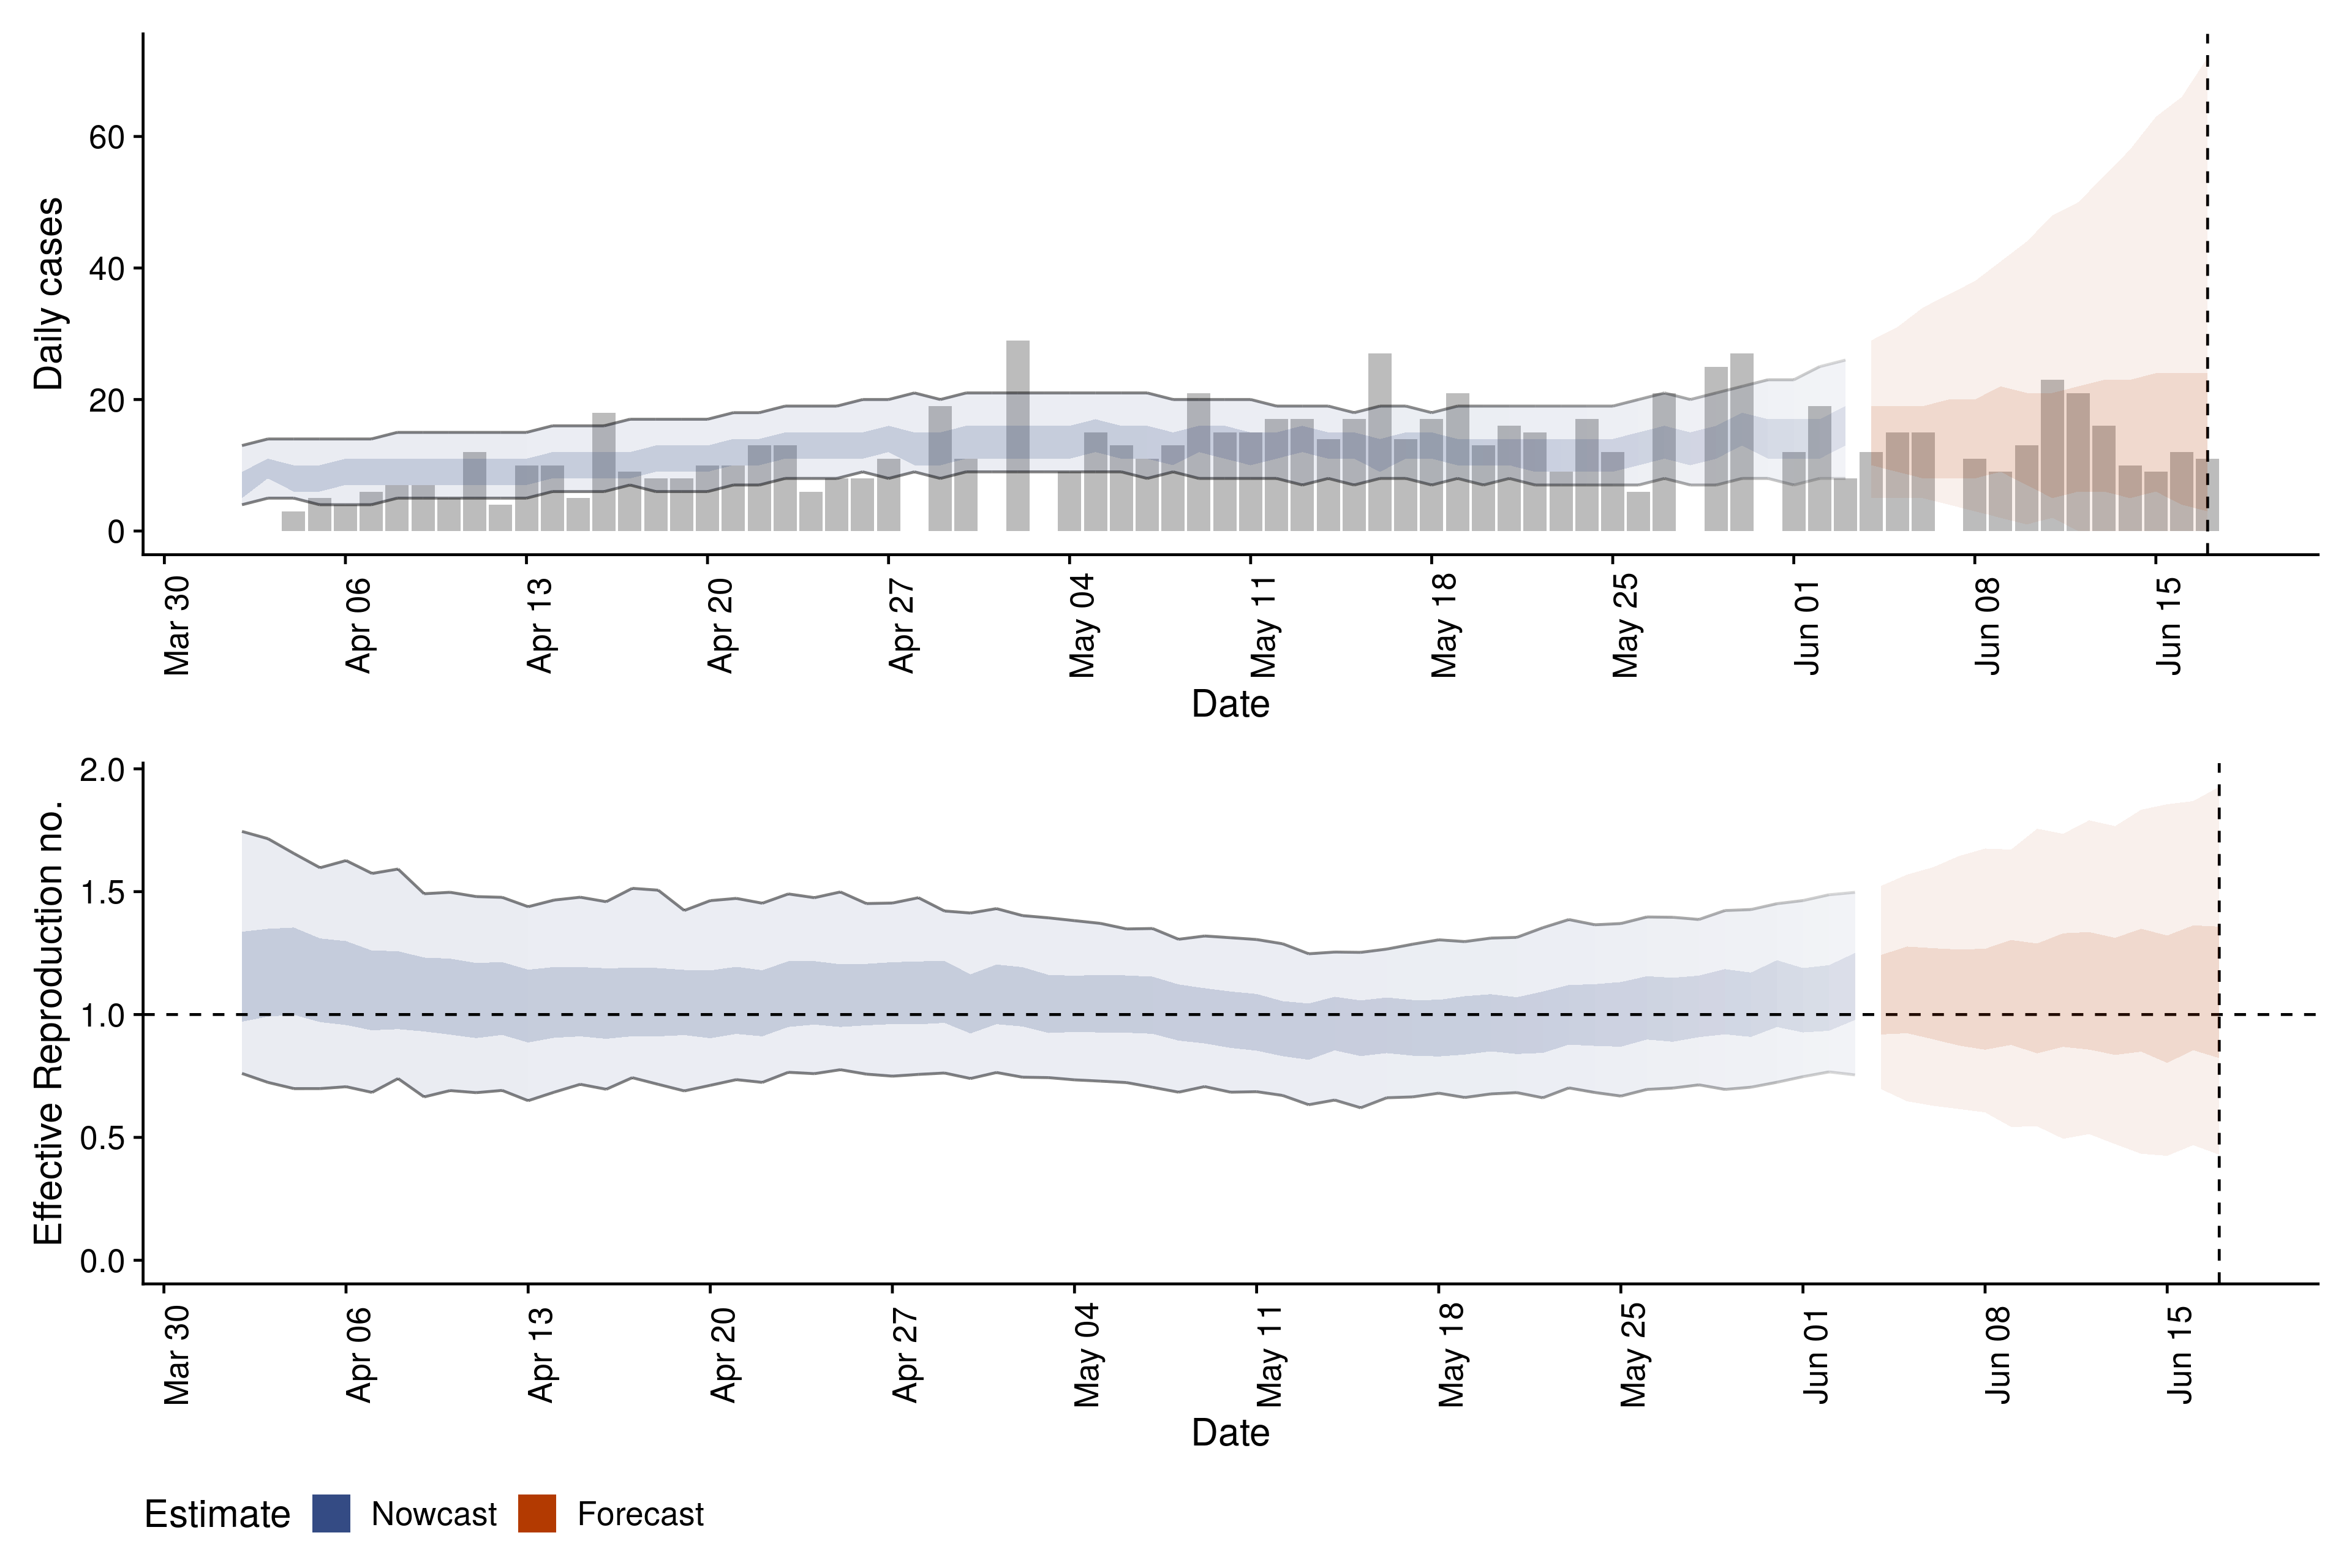 Daily cases
60
40
20
0
Mar 30 Apr 06 Apr 13 Apr 20 Apr 27 May 04 May 11 May 18 May 25 Jun 01 Jun 08 Jun 15
Date
Effective Reproduction no.
2.0
1.5
1.0
0.5
0.0
Mar 30 Apr 06 Apr 13 Apr 20 Apr 27 May 04 May 11 May 18 May 25 Jun 01 Jun 08 Jun 15
Date
Estimate Nowcast Forecast